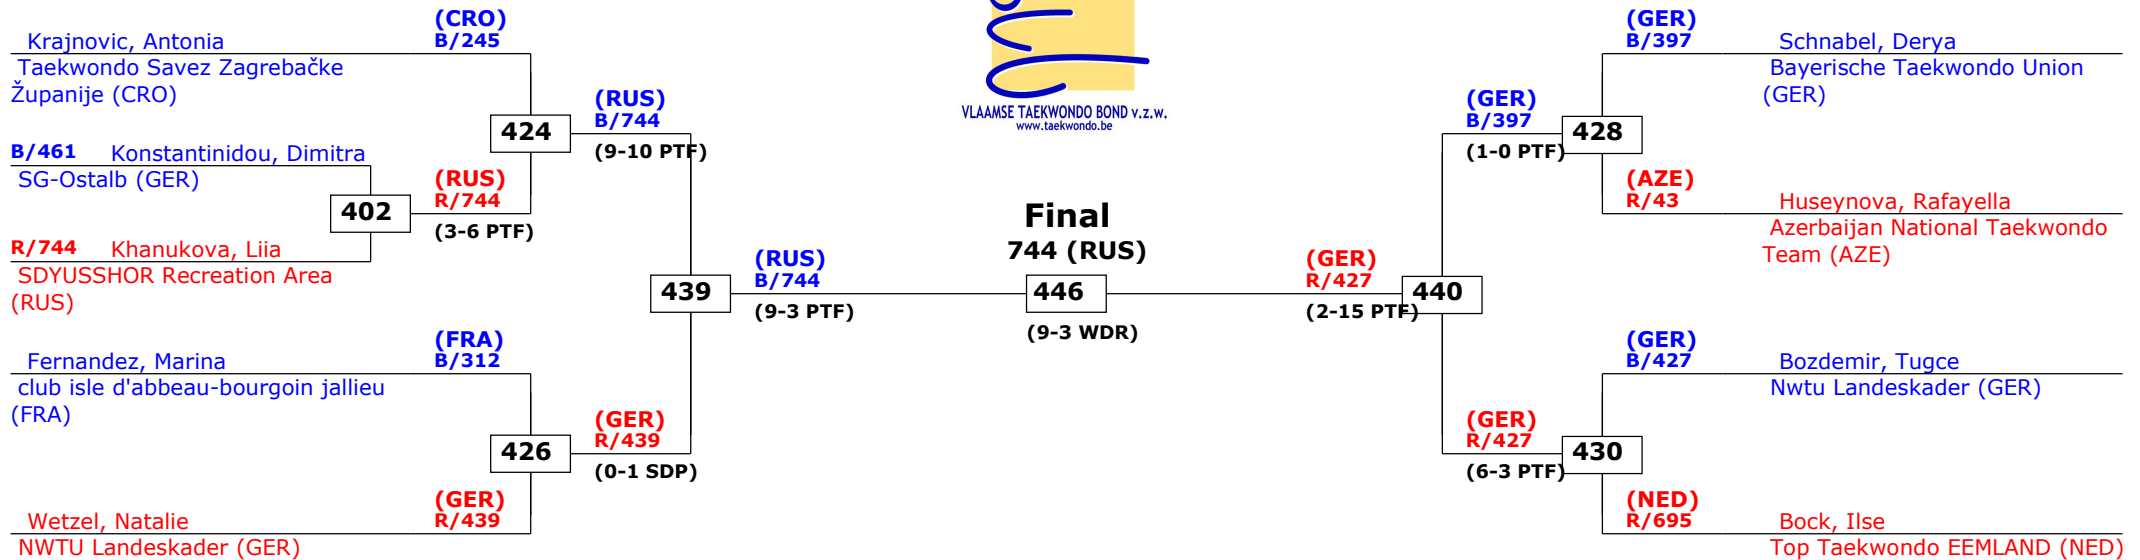 (CRO)
B/245
Krajnovic, Antonia
Taekwondo Savez Zagrebačke
Županije (CRO)
424
B/461 Konstantinidou, Dimitra
SG-Ostalb (GER)
402
(RUS)
R/744
(3-6 PTF)
R/744 Khanukova, Liia
SDYUSSHOR Recreation Area
(RUS)
(RUS)
B/744
(9-10 PTF)
439
(FRA)
B/312
Fernandez, Marina
club isle d'abbeau-bourgoin jallieu
(FRA)
426
(GER)
R/439
(0-1 SDP)
(GER)
R/439
Wetzel, Natalie
NWTU Landeskader (GER)
(RUS)
B/744
(9-3 PTF)
VLAAMSE TAEKWONDO BOND v.z.w.
www.taekwondo.be
Final
744 (RUS)
446
(9-3 WDR)
(GER)
R/427
(2-15 PTF)
440
(GER)
B/397
(1-0 PTF)
428
(GER)
B/397
Schnabel, Derya
Bayerische Taekwondo Union
(GER)
(AZE)
R/43
Huseynova, Rafayella
Azerbaijan National Taekwondo
Team (AZE)
(GER)
R/427
(6-3 PTF)
430
(GER)
B/427
Bozdemir, Tugce
Nwtu Landeskader (GER)
(NED)
R/695
Bock, Ilse
Top Taekwondo EEMLAND (NED)